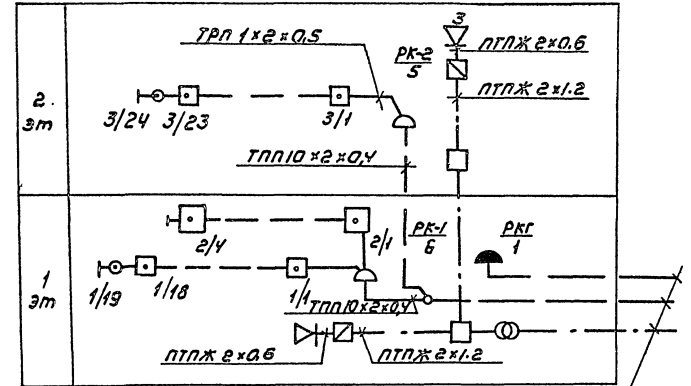 3
ТРП 1×2×0,5
РК-2
5
ПТПЖ 2×0.6
ПТПЖ 2×1.2
2.
эт
3/24
3/23
3/1
ТПП10×2×0,4
2/4
2/1
РК-1
6
РКГ
1
1
эт
1/19
1/18
1/1
ТПП10×2×0,4
ПТПЖ 2×0,6
ПТПЖ 2×1.2